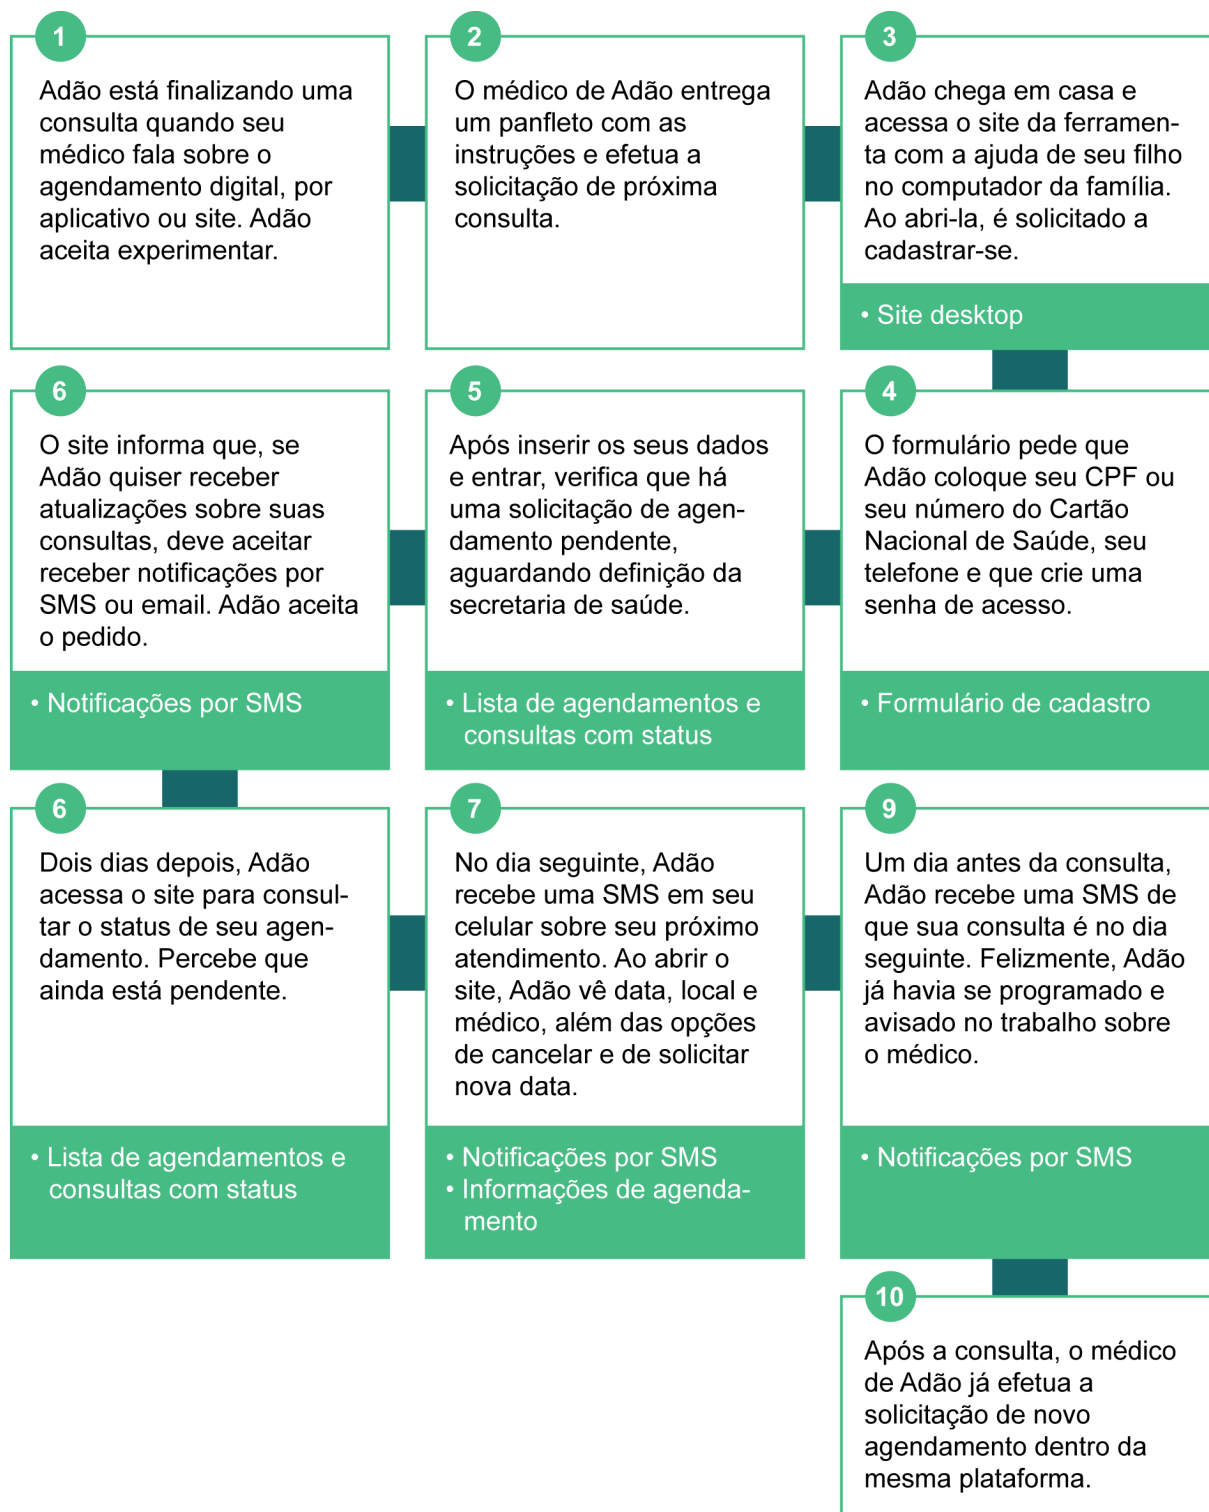 1
Adão está finalizando uma
consulta quando seu
médico fala sobre o
agendamento digital, por
aplicativo ou site. Adão
aceita experimentar.
2
O médico de Adão entrega
um panfleto com as
instruções e efetua a
solicitação de próxima
consulta.
3
Adão chega em casa e
acessa o site da ferramen-
ta com a ajuda de seu filho
no computador da família.
Ao abri-la, é solicitado a
cadastrar-se.
• Site desktop
4
O formulário pede que
Adão coloque seu CPF ou
seu número do Cartão
Nacional de Saúde, seu
telefone e que crie uma
senha de acesso.
• Formulário de cadastro
5
Após inserir os seus dados
e entrar, verifica que há
uma solicitação de agen-
damento pendente,
aguardando definição da
secretaria de saúde.
• Lista de agendamentos e
consultas com status
6
O site informa que, se
Adão quiser receber
atualizações sobre suas
consultas, deve aceitar
receber notificações por
SMS ou email. Adão aceita
o pedido.
• Notificações por SMS
6
Dois dias depois, Adão
acessa o site para consul-
tar o status de seu agen-
damento. Percebe que
ainda está pendente.
• Lista de agendamentos e
consultas com status
7
No dia seguinte, Adão
recebe uma SMS em seu
celular sobre seu próximo
atendimento. Ao abrir o
site, Adão vê data, local e
médico, além das opções
de cancelar e de solicitar
nova data.
• Notificações por SMS
• Informações de agenda-
mento
9
Um dia antes da consulta,
Adão recebe uma SMS de
que sua consulta é no dia
seguinte. Felizmente, Adão
já havia se programado e
avisado no trabalho sobre
o médico.
• Notificações por SMS
10
Após a consulta, o médico
de Adão já efetua a
solicitação de novo
agendamento dentro da
mesma plataforma.